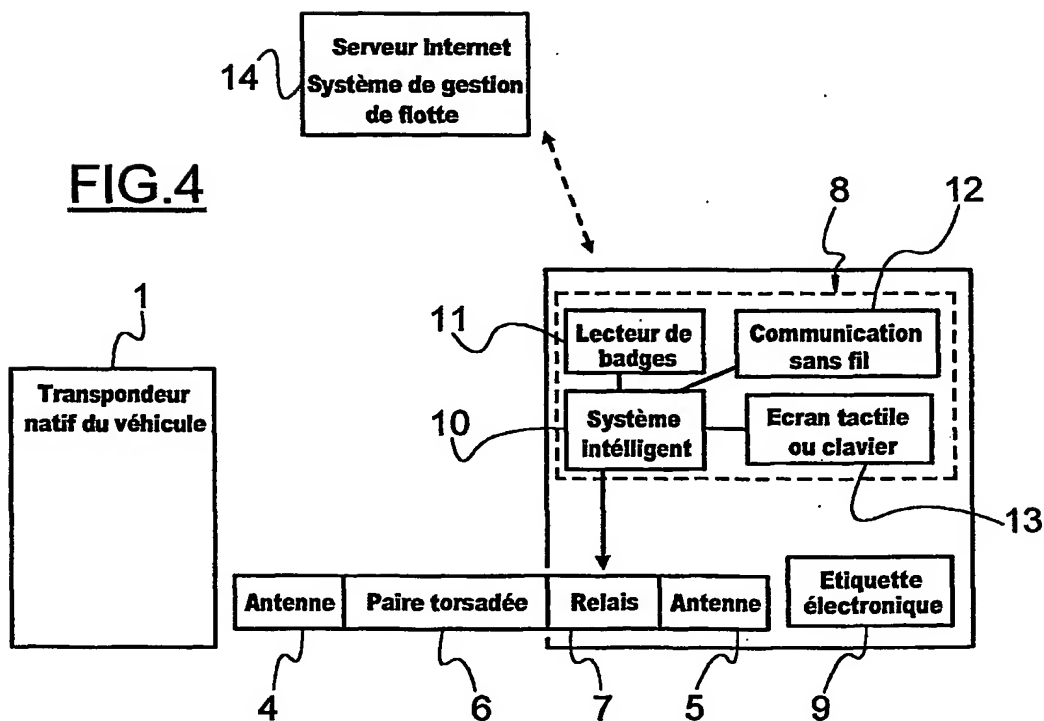 Serveur Internet
Système de gestion
de flotte
14
FIG.4
8
12
1
11
Lecteur de
badges
Communication
sans fil
Transpondeur
natif du véhicule
10
Système
intélligent
Ecran tactile
ou clavier
13
Antenne
Paire torsadée
Relais
Antenne
Etiquette
électronique
4
6
7
5
9